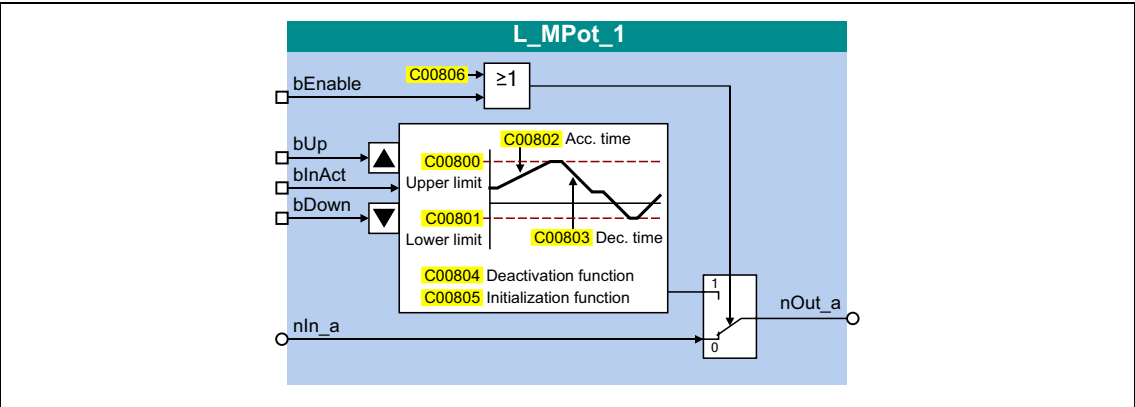 L_MPot_1
C00806
≥1
bEnable
bUp
C00802 Acc. time
C00800
bInAct
Upper limit
bDown
C00801
Lower limit
C00803 Dec. time
C00804 Deactivation function
C00805 Initialization function
1
nOut_a
nIn_a
0